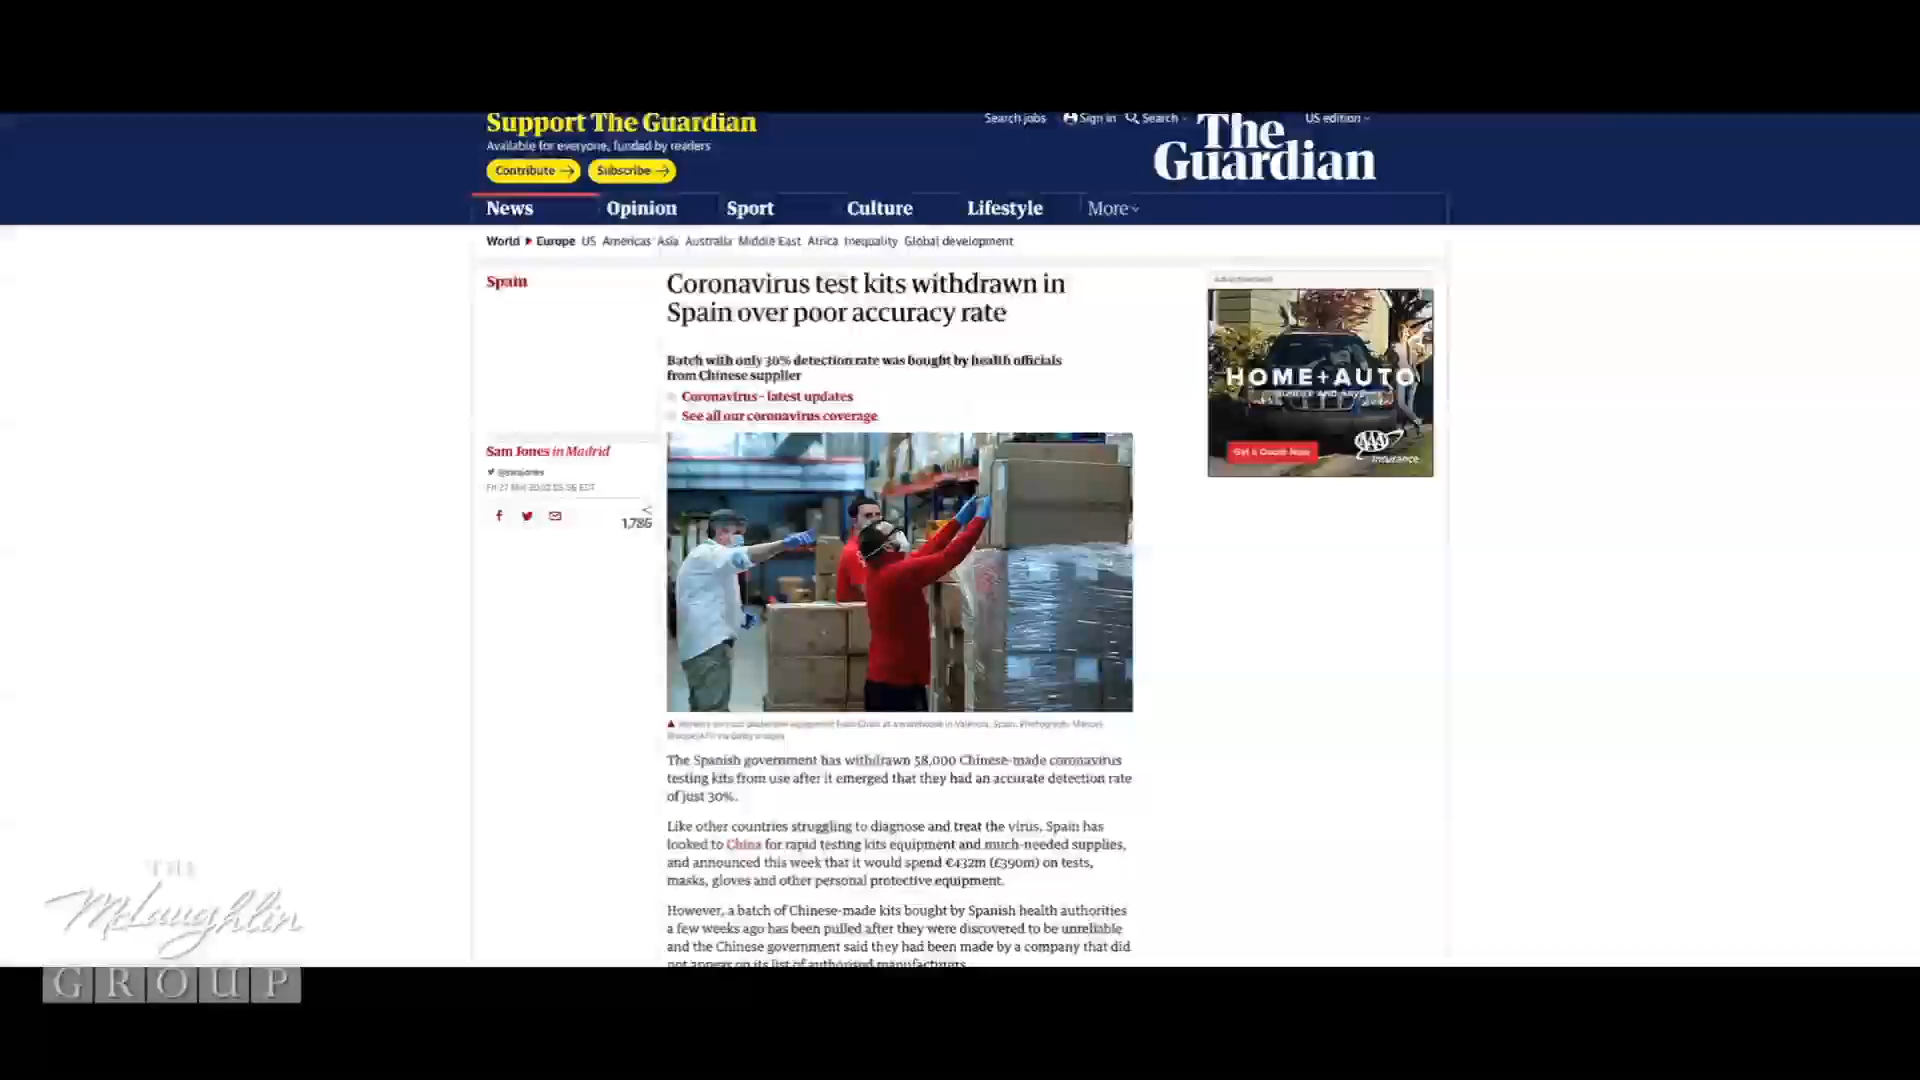 Support The Guardian
Available for everyone, funded by readers
Contribute →
Subscribe →
Search jobs
Sign in
Search
US edition
The
Guardian
News
Opinion
Sport
Culture
Lifestyle
More
World
Europe
US
Americas
Asia
Australia
Middle East
Africa
Inequality
Global development
Spain
Coronavirus test kits withdrawn in
Spain over poor accuracy rate
Batch with only 30% detection rate was bought by health officials
from Chinese supplier
Coronavirus - latest updates
See all our coronavirus coverage
Sam Jones in Madrid
@swajones
1,786
Advertisement
HOME+AUTO
BUNDLE AND SAVE
Get a Quote Now
AAA
Insurance
The Spanish government has withdrawn 58,000 Chinese-made coronavirus
testing kits from use after it emerged that they had an accurate detection rate
of just 30%.
Like other countries struggling to diagnose and treat the virus, Spain has
looked to China for rapid testing kits equipment and much-needed supplies,
and announced this week that it would spend €432m (£390m) on tests,
masks, gloves and other personal protective equipment.
However, a batch of Chinese-made kits bought by Spanish health authorities
a few weeks ago has been pulled after they were discovered to be unreliable
and the Chinese government said they had been made by a company that did
not appear on its list of authorised manufacturers.
THE
McLaughlin
GROUP